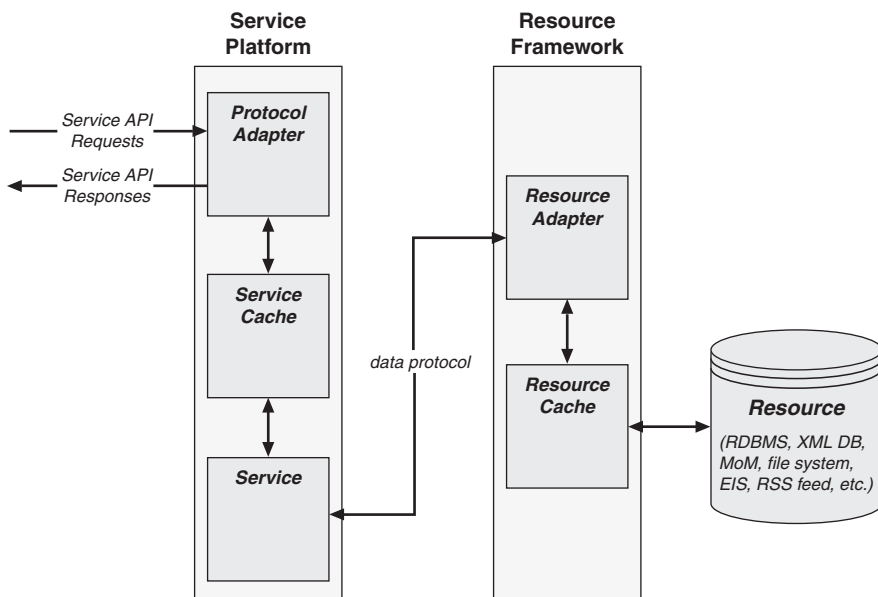 Service
Platform
Resource
Framework
Service API
Requests
Service API
Responses
Protocol
Adapter
Service
Cache
Service
data protocol
Resource
Adapter
Resource
Cache
Resource
(RDBMS, XML DB,
MoM, file system,
EIS, RSS feed, etc.)